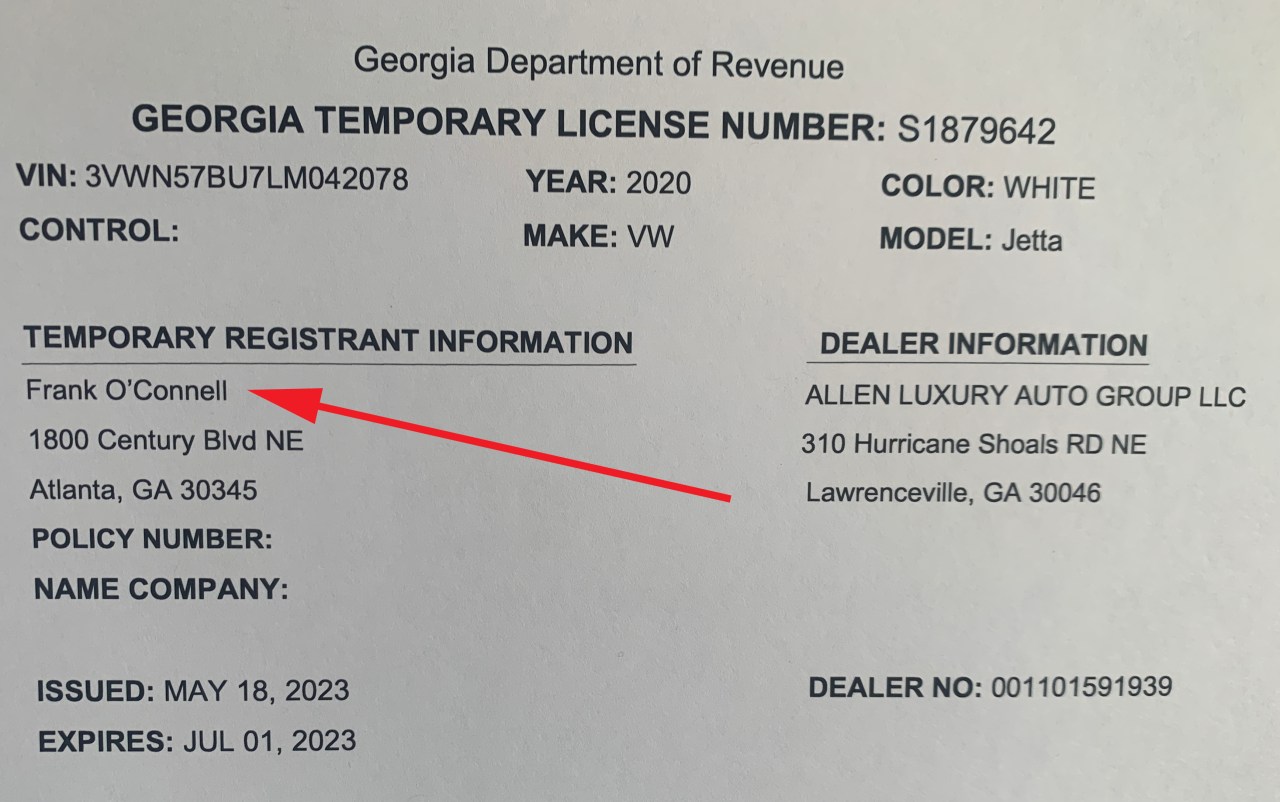 Georgia Department of Revenue
GEORGIA TEMPORARY LICENSE NUMBER: S1879642
VIN: 3VWN57BU7LM042078 YEAR: 2020 COLOR: WHITE
CONTROL: MAKE: VW MODEL: Jetta
TEMPORARY REGISTRANT INFORMATION
Frank O'Connell
1800 Century Blvd NE
Atlanta, GA 30345
POLICY NUMBER:
NAME COMPANY:
DEALER INFORMATION
ALLEN LUXURY AUTO GROUP LLC
310 Hurricane Shoals RD NE
Lawrenceville, GA 30046
ISSUED: MAY 18, 2023
EXPIRES: JUL 01, 2023
DEALER NO: 001101591939